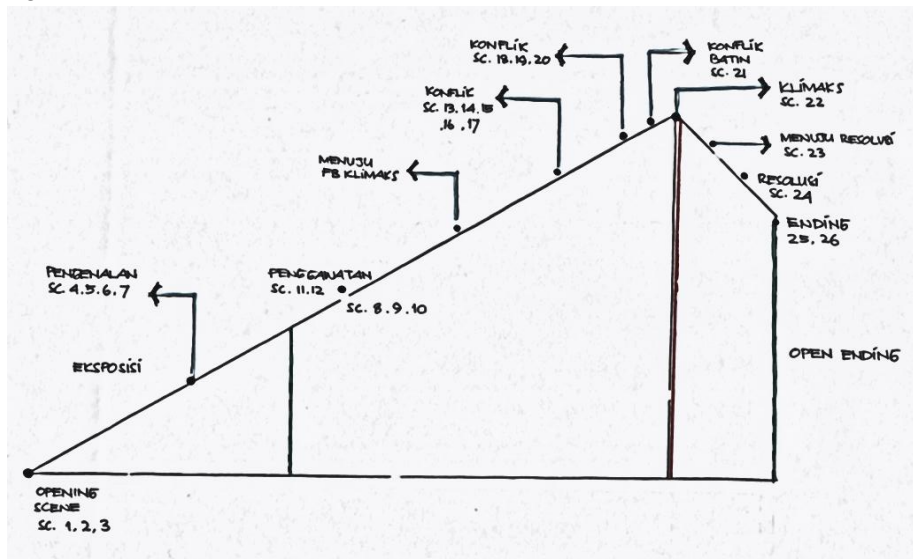 KONFLIK
SC. 18.19.20
KONFLIK
BATIN
SC. 21
KLIMAKS
SC. 22
KONFLIK
SC. 13.14.15
.16.17
MENUJU RESOLUSI
SC. 23
MENUJU
FB KLIMAKS
RESOLUSI
SC. 24
ENDING
25, 26
PENGENALAN
SC. 4.5.6.7
PENGGAWATAN
SC. 11.12
SC. 8.9.10
EKSPOSISI
OPEN ENDING
OPENING
SCENE
SC. 1, 2, 3